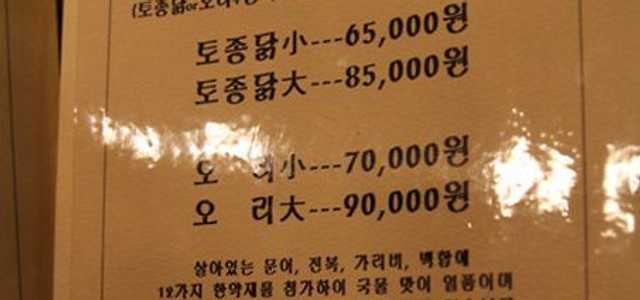 (토종닭or오리+
토종닭小---65,000원
토종닭大---85,000원
오 리小---70,000원
오 리大---90,000원
살아있는 문어, 전복, 가리비, 백합에
12가지 한약재를 첨가하여 국물 맛이 일품이며